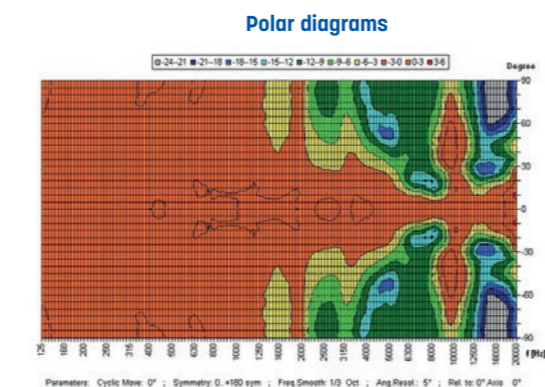 Polar diagrams
-24--21 -21--18 -18--15 -15--12 -12--9 -9--6 -6--3 -3-0 0-3 3-6
Degree
90
60
30
0
-30
-60
-90
125 160 200 250 315 400 500 630 800 1000 1250 1600 2000 2500 3150 4000 5000 6300 8000 10000 12500 16000 20000
f [Hz]
Parameters: Cyclic Move: 0° ; Symmetry: 0..+180 sym ; Freq.Smooth: 1/3 Oct ; Ang.Resol.: 5° ; Rel. to: 0° Axis 0°